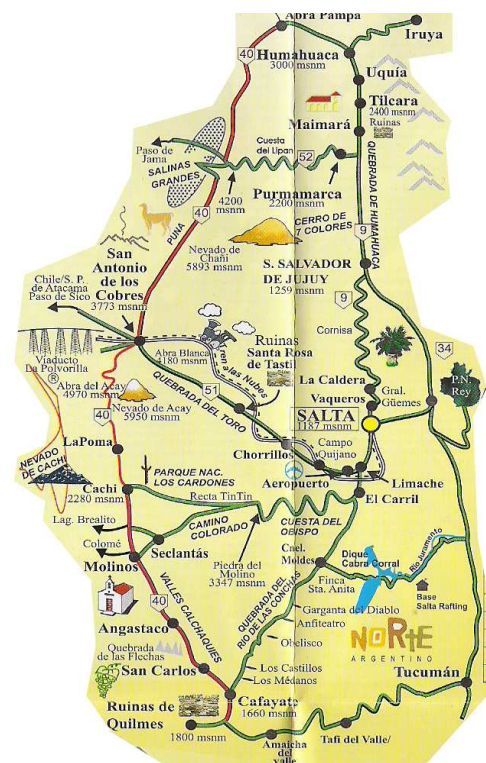 Abra Pampa
Iruya
Humahuaca
3000 msnm
40
Uquía
Tilcara
2400 msnm
Ruinas
Maimará
Cuesta
del Lipan
Paso de
Jama
SALINAS
GRANDES
52
4200
msnm
Purmamarca
2200 msnm
QUEBRADA DE HUMAHUACA
40
PUNA
CERRO DE
7 COLORES
9
Nevado de
Chañi
5893 msnm
San
Antonio
de los
Cobres
3773 msnm
S. SALVADOR
DE JUJUY
1259 msnm
Chile/S. P.
de Atacama
Paso de Sico
9
Cornisa
Tren a las Nubes
Ruinas
Santa Rosa
de Tastil
Abra Blanca
4180 msnm
34
Viaducto
La Polvorilla
R
Abra del Acay
4970 msnm
51
QUEBRADA DEL TORO
La Caldera
Vaqueros
Gral.
Güemes
P.N.
Rey
Nevado de Acay
5950 msnm
40
SALTA
1187 msnm
LaPoma
Chorrillos
Campo
Quijano
NEVADO
DE CACHI
PARQUE NAC.
LOS CARDONES
Aeropuerto
Limache
Cachi
2280 msnm
Recta TinTin
El Carril
Lag. Brealito
CAMINO
COLORADO
CUESTA DEL
OBISPO
Colomé
Seclantás
Molinos
Piedra del
Molino
3347 msnm
Cnel.
Moldes
Dique
Cabra Corral
Rio Juramento
Finca
Sta. Anita
Base
Salta Rafting
40
VALLES CALCHAQUIES
QUEBRADA DEL
RIO DE LAS CONCHAS
Garganta del Diablo
Anfiteatro
Angastaco
Obelisco
NORTE
ARGENTINO
Quebrada
de las Flechas
San Carlos
Los Castillos
Los Médanos
Tucumán
Cafayate
1660 msnm
Ruinas de
Quilmes
1800 msnm
Amaicha
del
valle
Tafi del Valle/